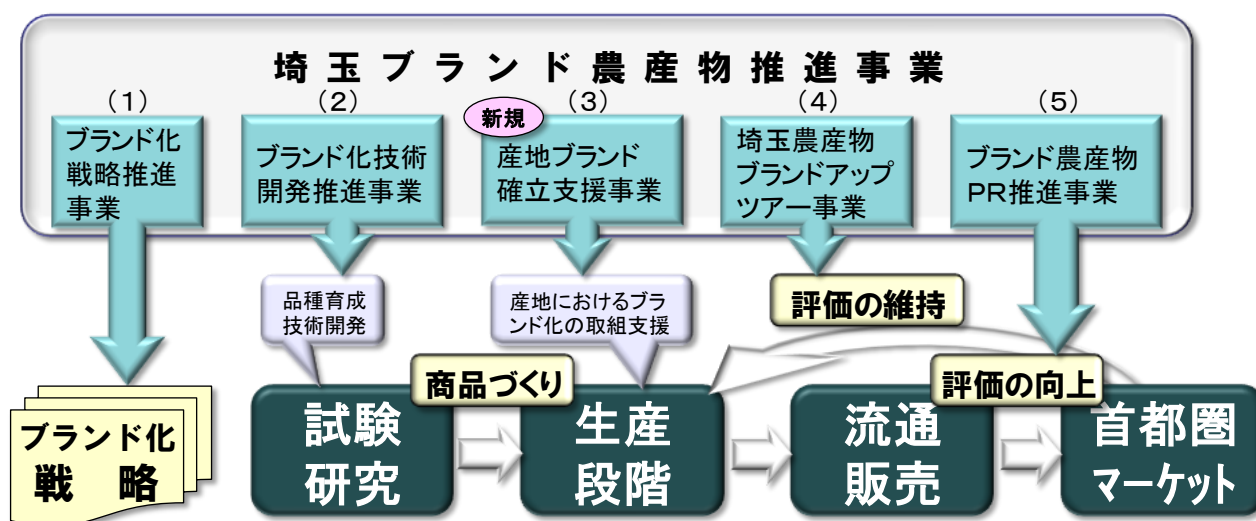 埼玉ブランド農産物推進事業
（1）
ブランド化
戦略推進
事業
（2）
ブランド化技術
開発推進事業
新規
（3）
産地ブランド
確立支援事業
（4）
埼玉農産物
ブランドアップ
ツアー事業
（5）
ブランド農産物
PR推進事業
品種育成
技術開発
産地におけるブラ
ンド化の取組支援
評価の維持
商品づくり
評価の向上
ブランド化
戦　略
試験
研究
生産
段階
流通
販売
首都圏
マーケット